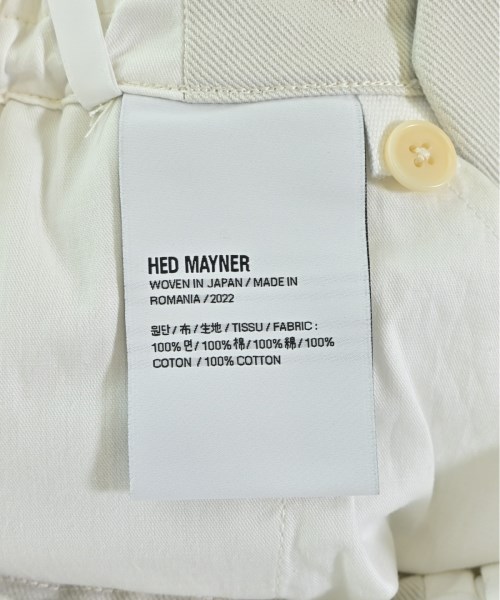 HED MAYNER
WOVEN IN JAPAN / MADE IN
ROMANIA / 2022
원단 / 布 / 生地 / TISSU / FABRIC :
100% 면 / 100% 棉 / 100% 綿 / 100%
COTON / 100% COTTON